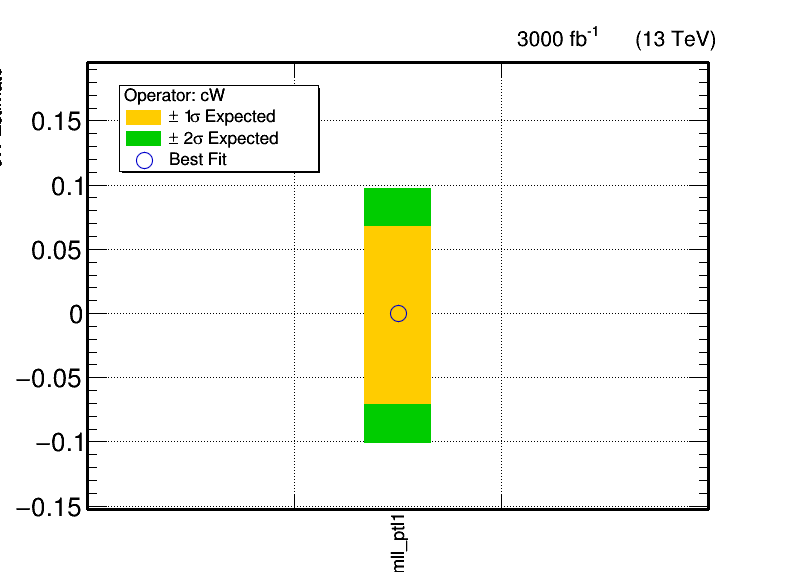 3000 fb-1 (13 TeV)
Operator: cW
± 1σ Expected
± 2σ Expected
Best Fit
0.15
0.1
0.05
0
−0.05
−0.1
−0.15
mll_ptl1